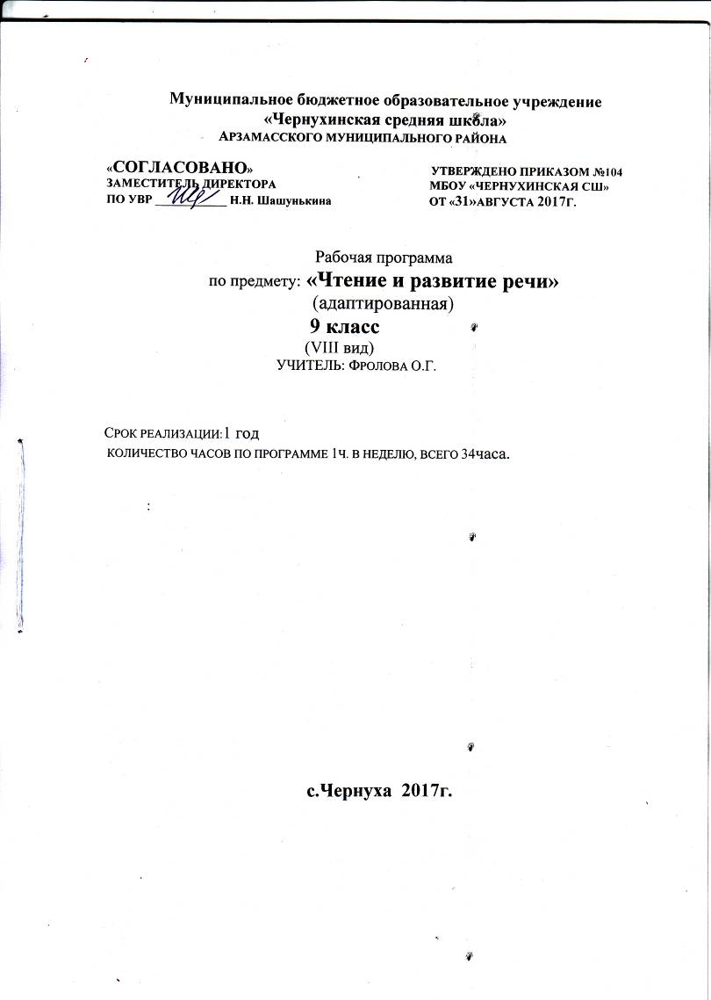 Муниципальное бюджетное образовательное учреждение
«Чернухинская средняя школа»
АРЗАМАССКОГО МУНИЦИПАЛЬНОГО РАЙОНА
«СОГЛАСОВАНО» УТВЕРЖДЕНО ПРИКАЗОМ №104
ЗАМЕСТИТЕЛЬ ДИРЕКТОРА МБОУ «ЧЕРНУХИНСКАЯ СШ»
ПО УВР ____________ Н.Н. Шашунькина ОТ «31»АВГУСТА 2017Г.
Рабочая программа
по предмету: «Чтение и развитие речи»
(адаптированная)
9 класс
(VIII вид)
УЧИТЕЛЬ: ФРОЛОВА О.Г.
СРОК РЕАЛИЗАЦИИ:1 год
КОЛИЧЕСТВО ЧАСОВ ПО ПРОГРАММЕ 1Ч. В НЕДЕЛЮ, ВСЕГО 34часа.
:
с.Чернуха 2017г.